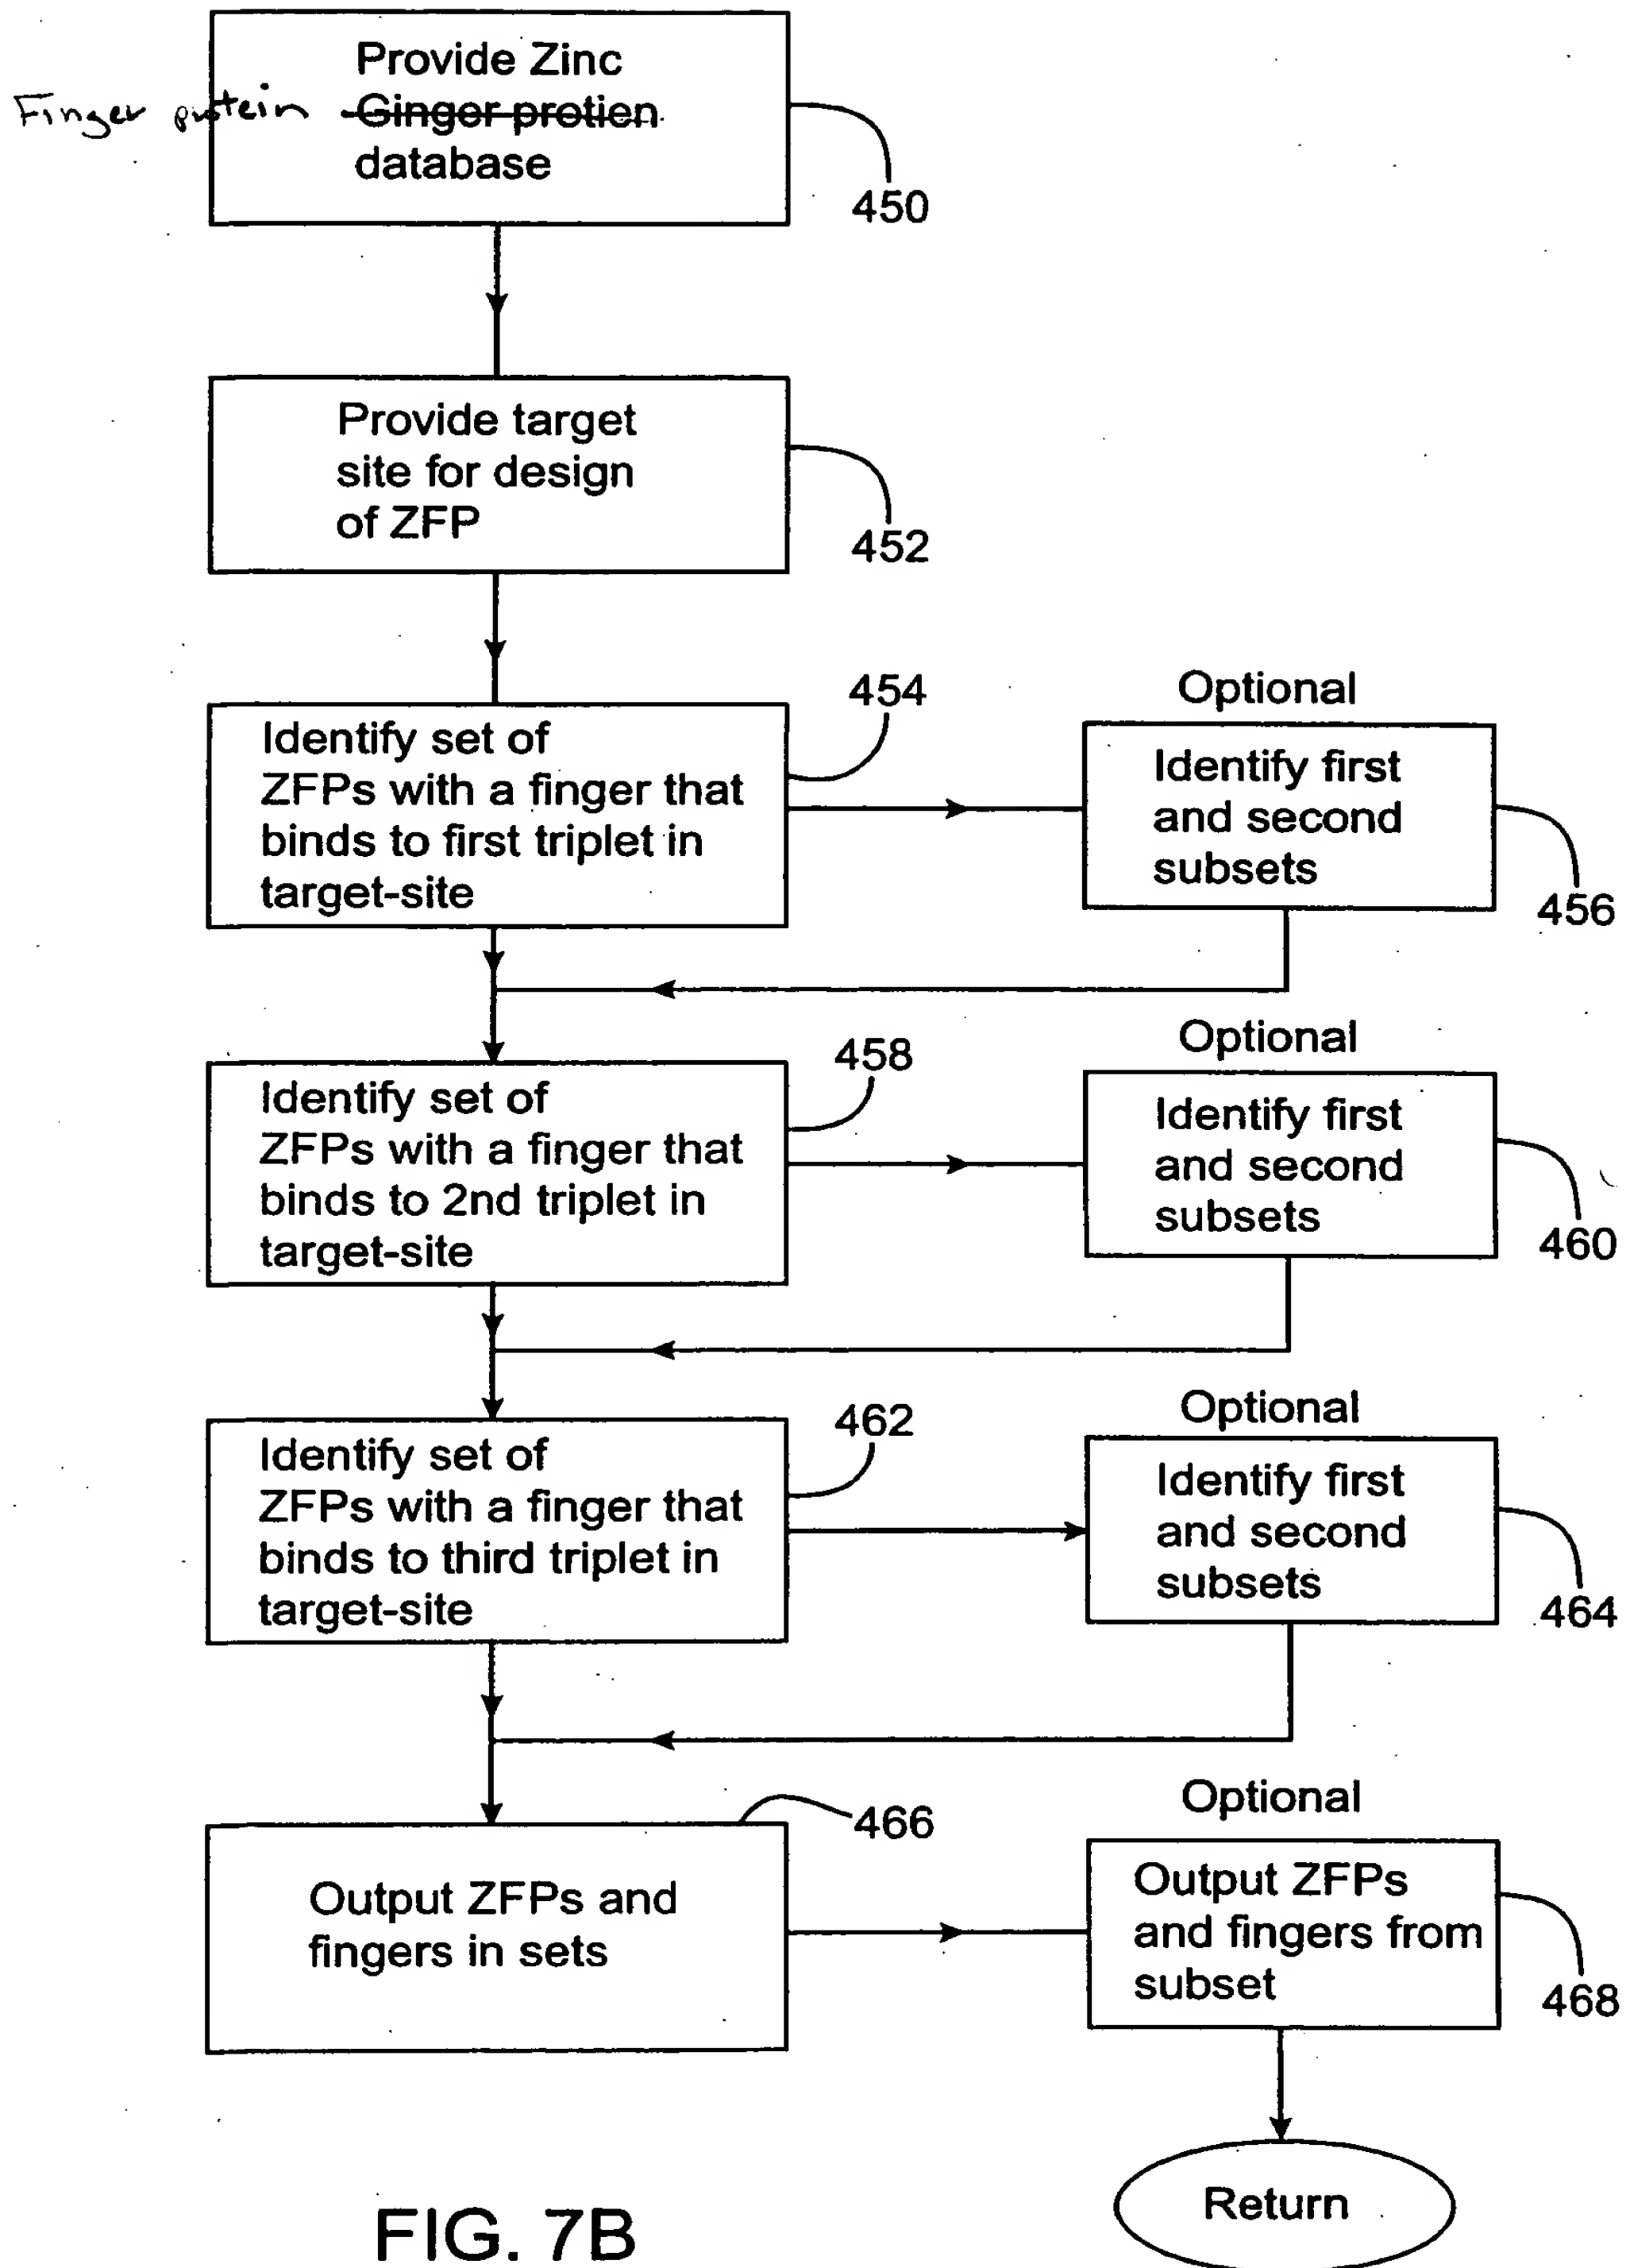 Provide Zinc
Finger protein Ginger protien
database
450
Provide target
site for design
of ZFP
452
454
Identify set of
ZFPs with a finger that
binds to first triplet in
target-site
Optional
Identify first
and second
subsets
456
458
Identify set of
ZFPs with a finger that
binds to 2nd triplet in
target-site
Optional
Identify first
and second
subsets
460
462
Identify set of
ZFPs with a finger that
binds to third triplet in
target-site
Optional
Identify first
and second
subsets
464
466
Output ZFPs and
fingers in sets
Optional
Output ZFPs
and fingers from
subset
468
Return
FIG. 7B